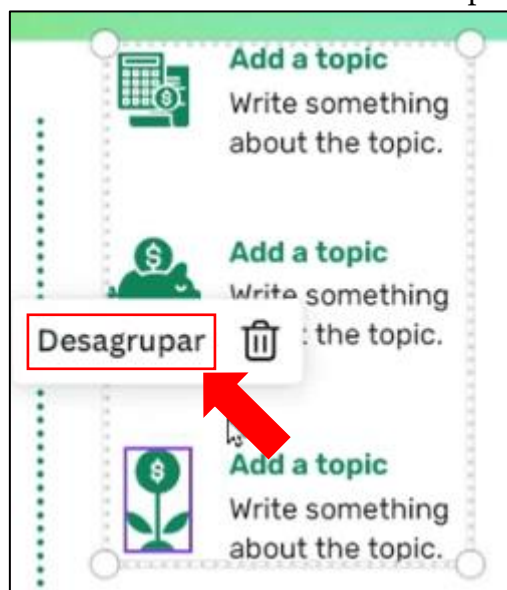 Add a topic
Write something
about the topic.
Add a topic
Write something
Desagrupar
the topic.
Add a topic
Write something
about the topic.